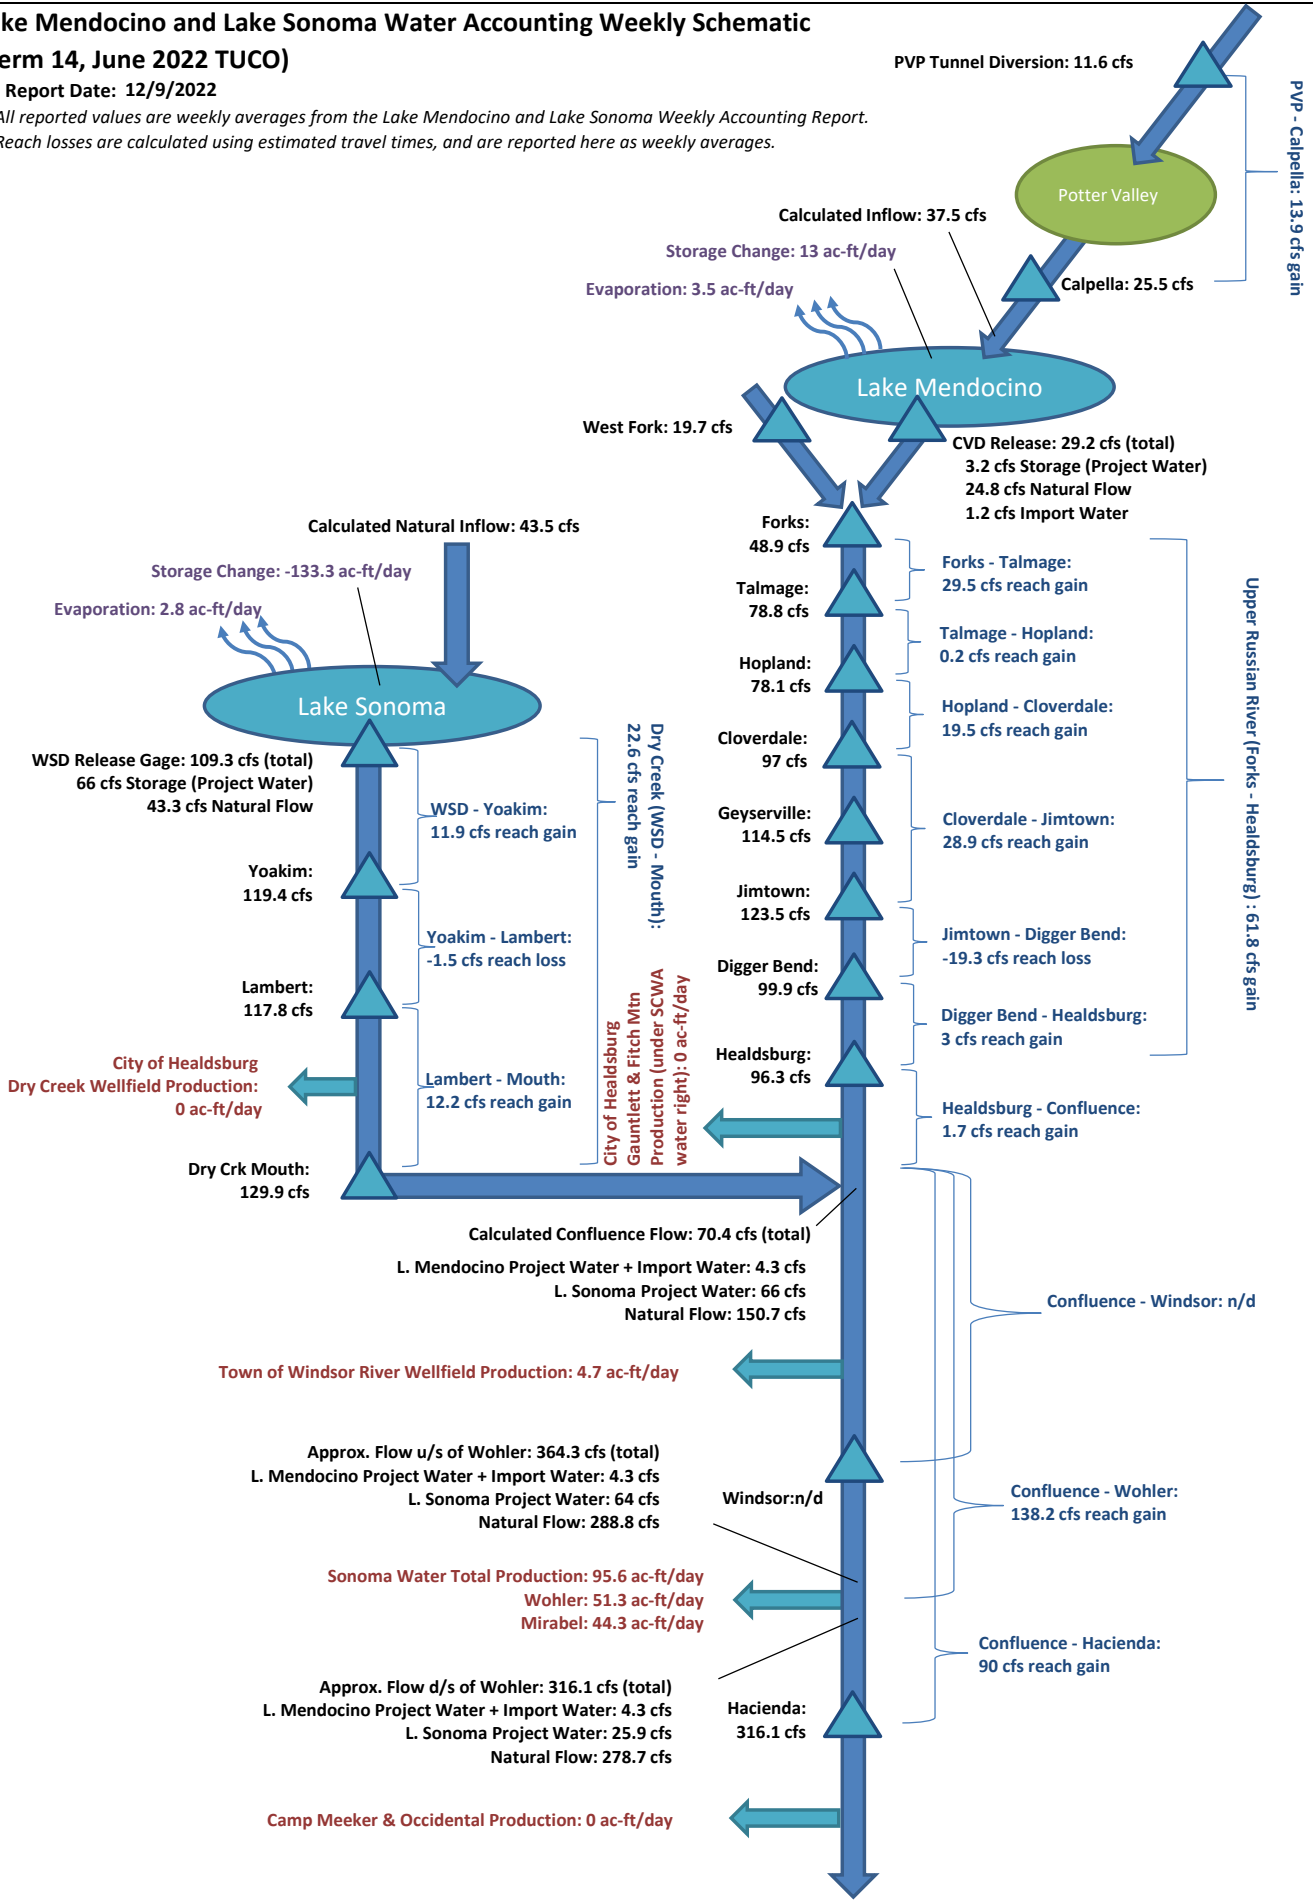 ke Mendocino and Lake Sonoma Water Accounting Weekly Schematic
erm 14, June 2022 TUCO)
Report Date: 12/9/2022
All reported values are weekly averages from the Lake Mendocino and Lake Sonoma Weekly Accounting Report.
Reach losses are calculated using estimated travel times, and are reported here as weekly averages.
PVP Tunnel Diversion: 11.6 cfs
PVP - Calpella: 13.9 cfs gain
Potter Valley
Calculated Inflow: 37.5 cfs
Storage Change: 13 ac-ft/day
Evaporation: 3.5 ac-ft/day
Calpella: 25.5 cfs
Lake Mendocino
West Fork: 19.7 cfs
CVD Release: 29.2 cfs (total)
3.2 cfs Storage (Project Water)
24.8 cfs Natural Flow
1.2 cfs Import Water
Forks:
48.9 cfs
Forks - Talmage:
29.5 cfs reach gain
Talmage:
78.8 cfs
Talmage - Hopland:
0.2 cfs reach gain
Hopland:
78.1 cfs
Hopland - Cloverdale:
19.5 cfs reach gain
Cloverdale:
97 cfs
Geyserville:
114.5 cfs
Cloverdale - Jimtown:
28.9 cfs reach gain
Jimtown:
123.5 cfs
Jimtown - Digger Bend:
-19.3 cfs reach loss
Digger Bend:
99.9 cfs
Digger Bend - Healdsburg:
3 cfs reach gain
Healdsburg:
96.3 cfs
Healdsburg - Confluence:
1.7 cfs reach gain
Upper Russian River (Forks - Healdsburg) : 61.8 cfs gain
Calculated Natural Inflow: 43.5 cfs
Storage Change: -133.3 ac-ft/day
Evaporation: 2.8 ac-ft/day
Lake Sonoma
WSD Release Gage: 109.3 cfs (total)
66 cfs Storage (Project Water)
43.3 cfs Natural Flow
WSD - Yoakim:
11.9 cfs reach gain
Yoakim:
119.4 cfs
Yoakim - Lambert:
-1.5 cfs reach loss
Lambert:
117.8 cfs
City of Healdsburg
Dry Creek Wellfield Production:
0 ac-ft/day
Lambert - Mouth:
12.2 cfs reach gain
Dry Crk Mouth:
129.9 cfs
Dry Creek (WSD - Mouth):
22.6 cfs reach gain
City of Healdsburg
Gauntlett & Fitch Mtn
Production (under SCWA
water right): 0 ac-ft/day
Calculated Confluence Flow: 70.4 cfs (total)
L. Mendocino Project Water + Import Water: 4.3 cfs
L. Sonoma Project Water: 66 cfs
Natural Flow: 150.7 cfs
Confluence - Windsor: n/d
Town of Windsor River Wellfield Production: 4.7 ac-ft/day
Approx. Flow u/s of Wohler: 364.3 cfs (total)
L. Mendocino Project Water + Import Water: 4.3 cfs
L. Sonoma Project Water: 64 cfs
Natural Flow: 288.8 cfs
Windsor:n/d
Confluence - Wohler:
138.2 cfs reach gain
Sonoma Water Total Production: 95.6 ac-ft/day
Wohler: 51.3 ac-ft/day
Mirabel: 44.3 ac-ft/day
Confluence - Hacienda:
90 cfs reach gain
Approx. Flow d/s of Wohler: 316.1 cfs (total)
L. Mendocino Project Water + Import Water: 4.3 cfs
L. Sonoma Project Water: 25.9 cfs
Natural Flow: 278.7 cfs
Hacienda:
316.1 cfs
Camp Meeker & Occidental Production: 0 ac-ft/day